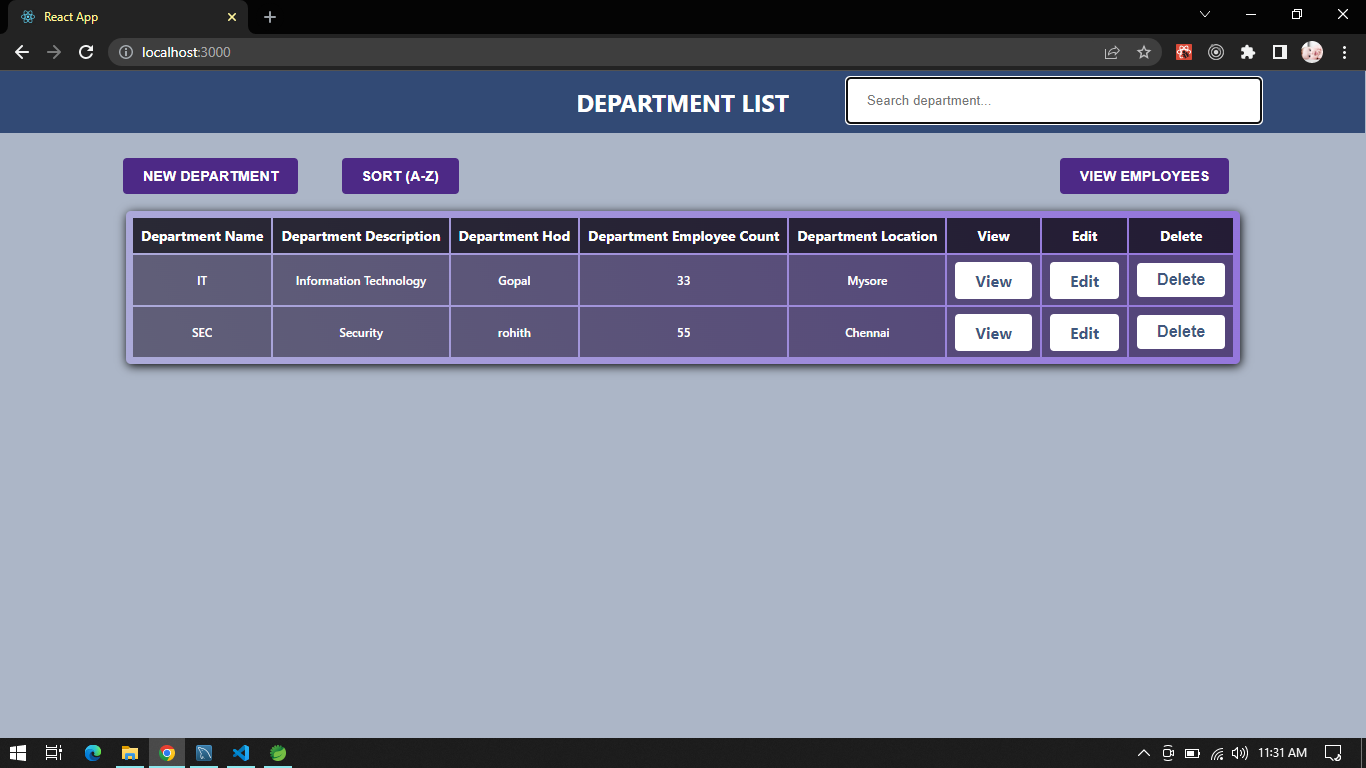 React App
localhost:3000
DEPARTMENT LIST
Search department...
NEW DEPARTMENT SORT (A-Z) VIEW EMPLOYEES
Department Name Department Description Department Hod Department Employee Count Department Location View Edit Delete
IT Information Technology Gopal 33 Mysore View Edit Delete
SEC Security rohith 55 Chennai View Edit Delete
11:31 AM